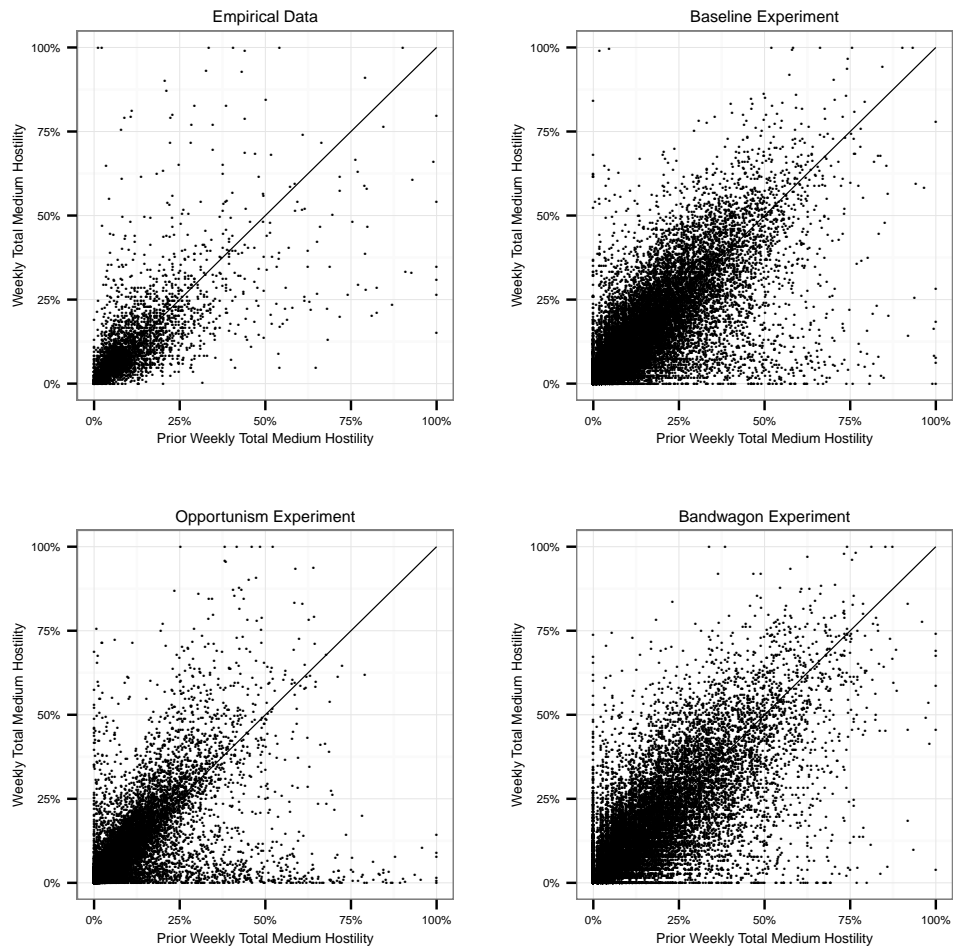 Empirical Data
100%
75%
50%
25%
0%
Weekly Total Medium Hostility
0% 25% 50% 75% 100%
Prior Weekly Total Medium Hostility
Baseline Experiment
100%
75%
50%
25%
0%
Weekly Total Medium Hostility
0% 25% 50% 75% 100%
Prior Weekly Total Medium Hostility
Opportunism Experiment
100%
75%
50%
25%
0%
Weekly Total Medium Hostility
0% 25% 50% 75% 100%
Prior Weekly Total Medium Hostility
Bandwagon Experiment
100%
75%
50%
25%
0%
Weekly Total Medium Hostility
0% 25% 50% 75% 100%
Prior Weekly Total Medium Hostility